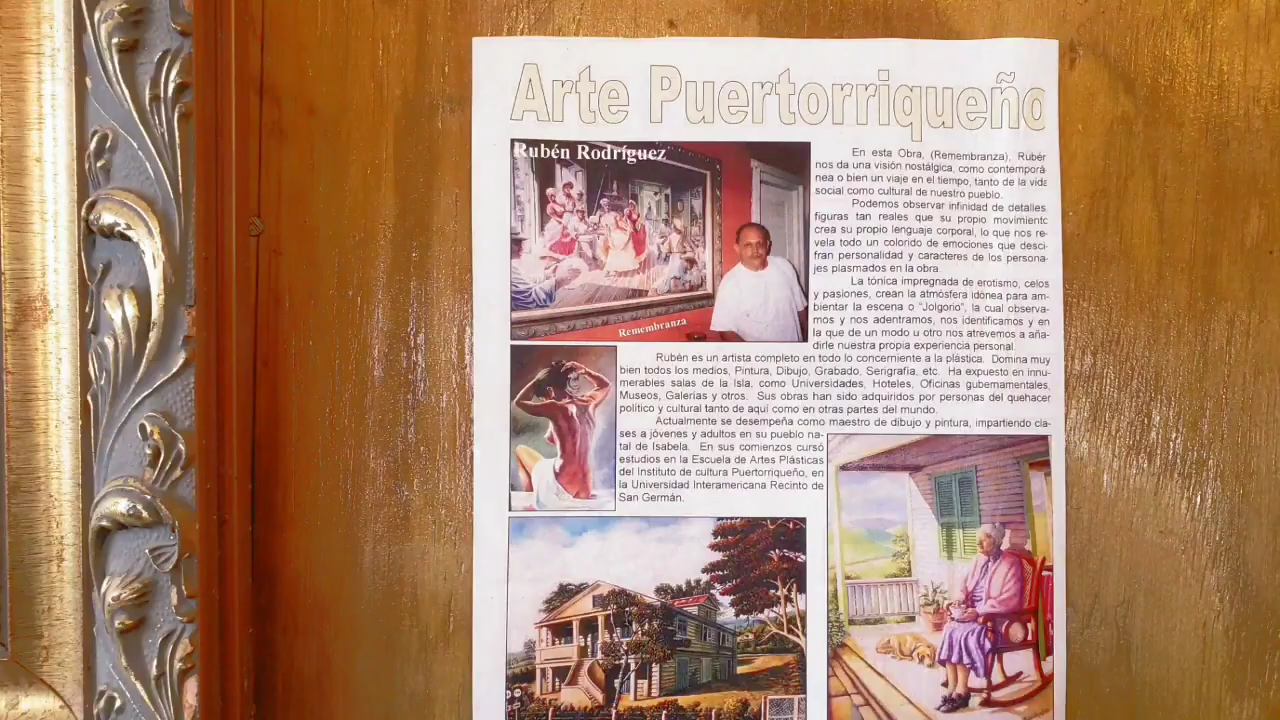 Arte Puertorriqueño
Rubén Rodríguez
Remembranza
En esta Obra, (Remembranza), Rubén
nos da una visión nostálgica, como contemporá-
nea o bien un viaje en el tiempo, tanto de la vida
social como cultural de nuestro pueblo.
Podemos observar infinidad de detalles,
figuras tan reales que su propio movimiento
crea su propio lenguaje corporal, lo que nos re-
vela todo un colorido de emociones que desci-
fran personalidad y caracteres de los persona-
jes plasmados en la obra.
La tónica impregnada de erotismo, celos
y pasiones, crean la atmósfera idónea para am-
bientar la escena o "Jolgorio", la cual observa-
mos y nos adentramos, nos identificamos y en
la que de un modo u otro nos atrevemos a aña-
dirle nuestra propia experiencia personal.
Rubén es un artista completo en todo lo concerniente a la plástica. Domina muy
bien todos los medios, Pintura, Dibujo, Grabado, Serigrafía, etc. Ha expuesto en innu-
merables salas de la Isla, como Universidades, Hoteles, Oficinas gubernamentales,
Museos, Galerías y otros. Sus obras han sido adquiridos por personas del quehacer
político y cultural tanto de aquí como en otras partes del mundo.
Actualmente se desempeña como maestro de dibujo y pintura, impartiendo cla-
ses a jóvenes y adultos en su pueblo na-
tal de Isabela. En sus comienzos cursó
estudios en la Escuela de Artes Plásticas
del Instituto de cultura Puertorriqueño, en
la Universidad Interamericana Recinto de
San Germán.